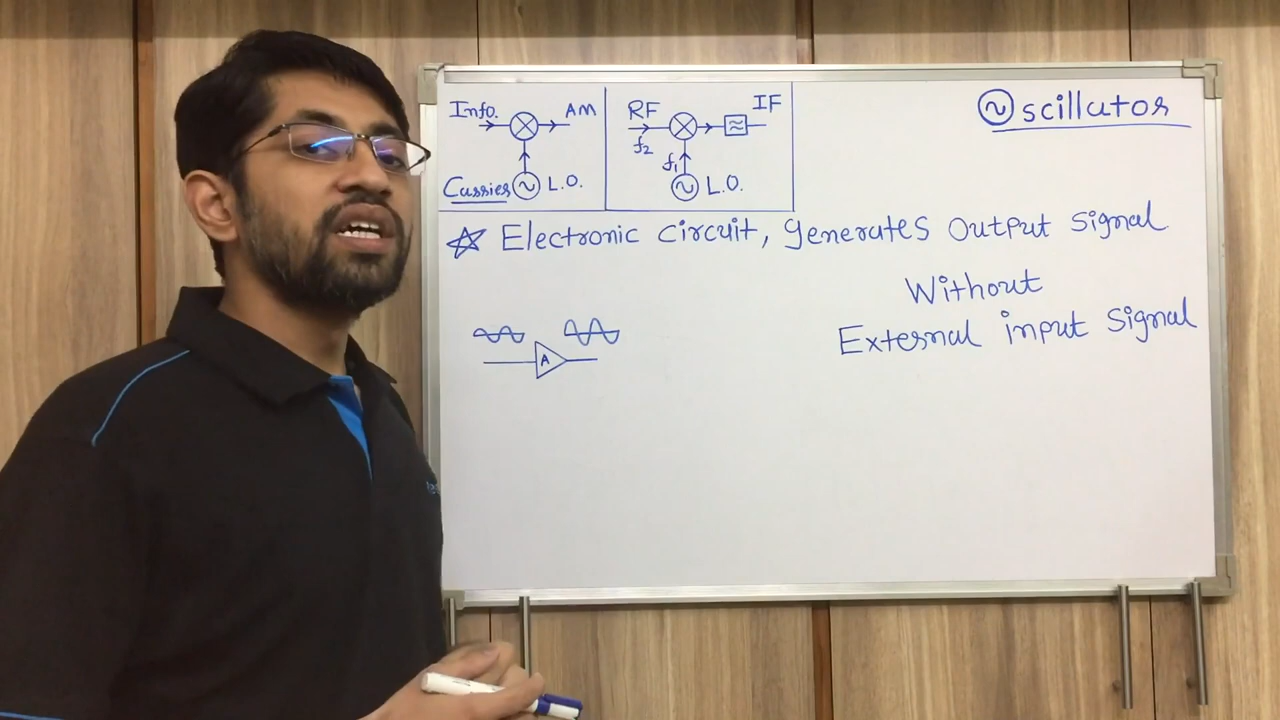 Info. AM
Carrier ~ L.O.
RF IF
f2
f1
~ L.O.
Oscillator
☆ Electronic circuit, generates output signal
Without
External input signal
A